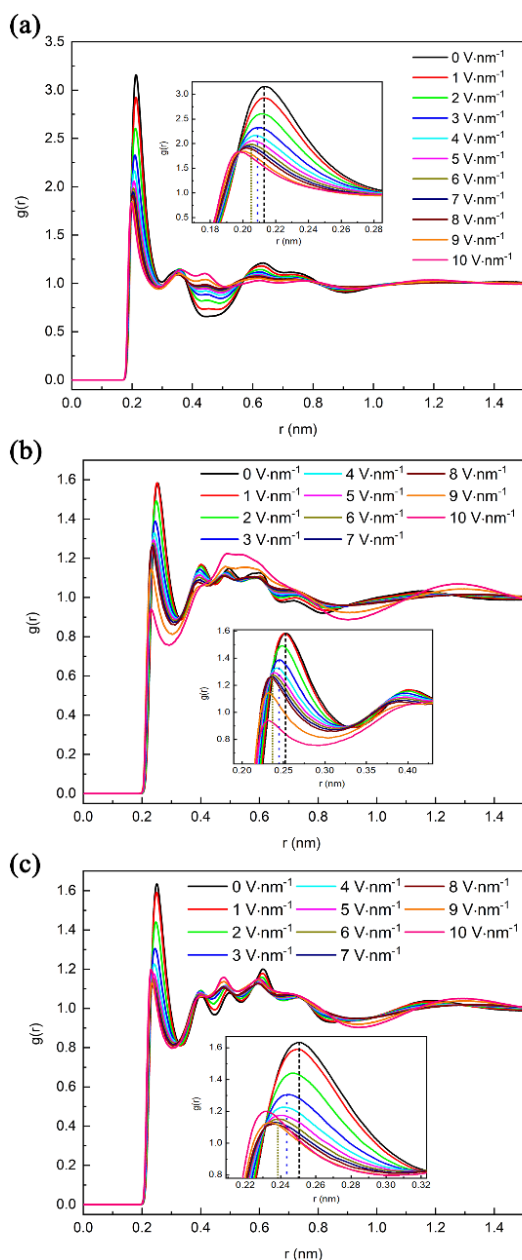 (a)
3.5
3.0
2.5
2.0
1.5
1.0
0.5
0.0
g(r)
0.0 0.2 0.4 0.6 0.8 1.0 1.2 1.4
r (nm)
0 V·nm⁻¹
1 V·nm⁻¹
2 V·nm⁻¹
3 V·nm⁻¹
4 V·nm⁻¹
5 V·nm⁻¹
6 V·nm⁻¹
7 V·nm⁻¹
8 V·nm⁻¹
9 V·nm⁻¹
10 V·nm⁻¹
3.0
2.5
2.0
1.5
1.0
0.5
g(r)
0.18 0.20 0.22 0.24 0.26 0.28
r (nm)
(b)
1.6
1.4
1.2
1.0
0.8
0.6
0.4
0.2
0.0
g(r)
0.0 0.2 0.4 0.6 0.8 1.0 1.2 1.4
r (nm)
0 V·nm⁻¹ 4 V·nm⁻¹ 8 V·nm⁻¹
1 V·nm⁻¹ 5 V·nm⁻¹ 9 V·nm⁻¹
2 V·nm⁻¹ 6 V·nm⁻¹ 10 V·nm⁻¹
3 V·nm⁻¹ 7 V·nm⁻¹
1.6
1.4
1.2
1.0
0.8
0.6
g(r)
0.20 0.25 0.30 0.35 0.40
r (nm)
(c)
1.6
1.4
1.2
1.0
0.8
0.6
0.4
0.2
0.0
g(r)
0.0 0.2 0.4 0.6 0.8 1.0 1.2 1.4
r (nm)
0 V·nm⁻¹ 4 V·nm⁻¹ 8 V·nm⁻¹
1 V·nm⁻¹ 5 V·nm⁻¹ 9 V·nm⁻¹
2 V·nm⁻¹ 6 V·nm⁻¹ 10 V·nm⁻¹
3 V·nm⁻¹ 7 V·nm⁻¹
1.6
1.4
1.2
1.0
0.8
g(r)
0.22 0.24 0.26 0.28 0.30 0.32
r (nm)